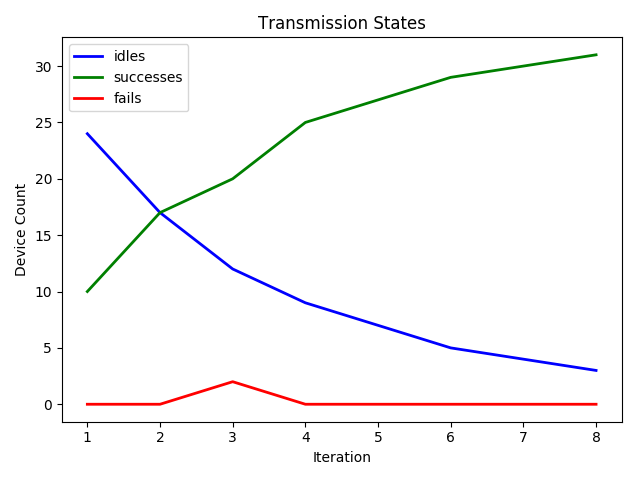 Transmission States
idles
successes
fails
Device Count
30
25
20
15
10
5
0
1 2 3 4 5 6 7 8
Iteration